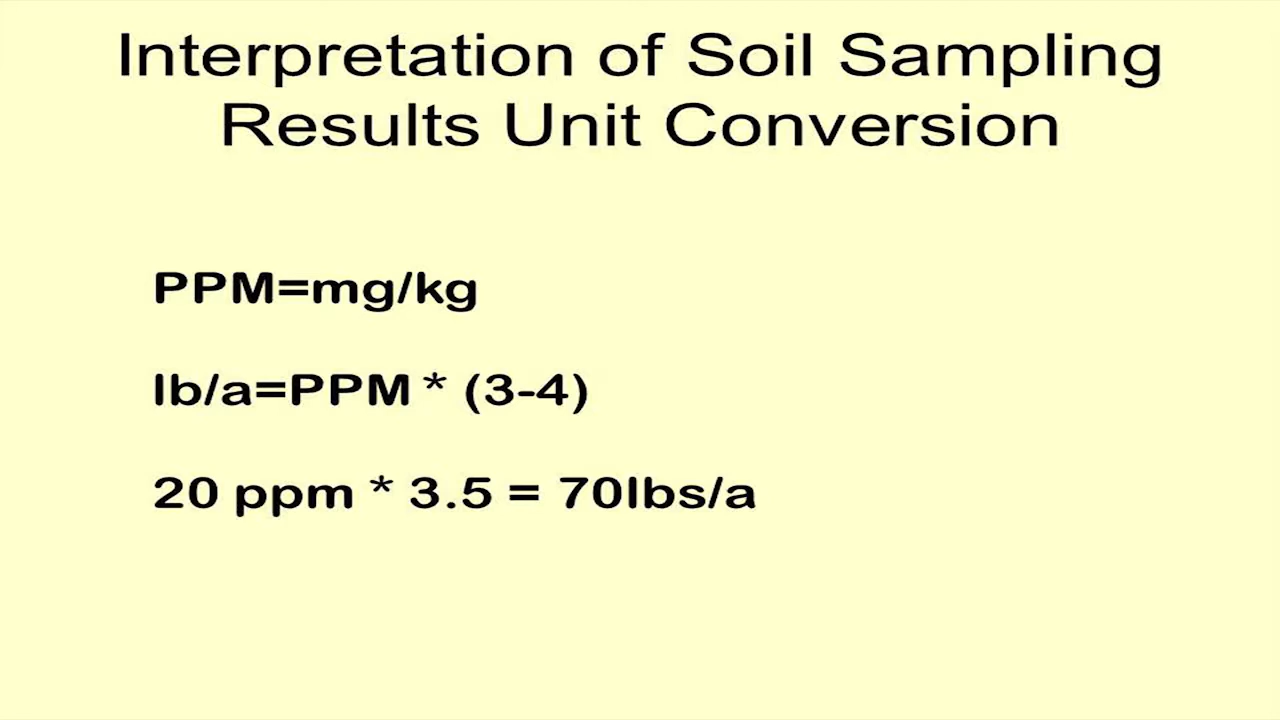 Interpretation of Soil Sampling
Results Unit Conversion
PPM=mg/kg
lb/a=PPM * (3-4)
20 ppm * 3.5 = 70lbs/a